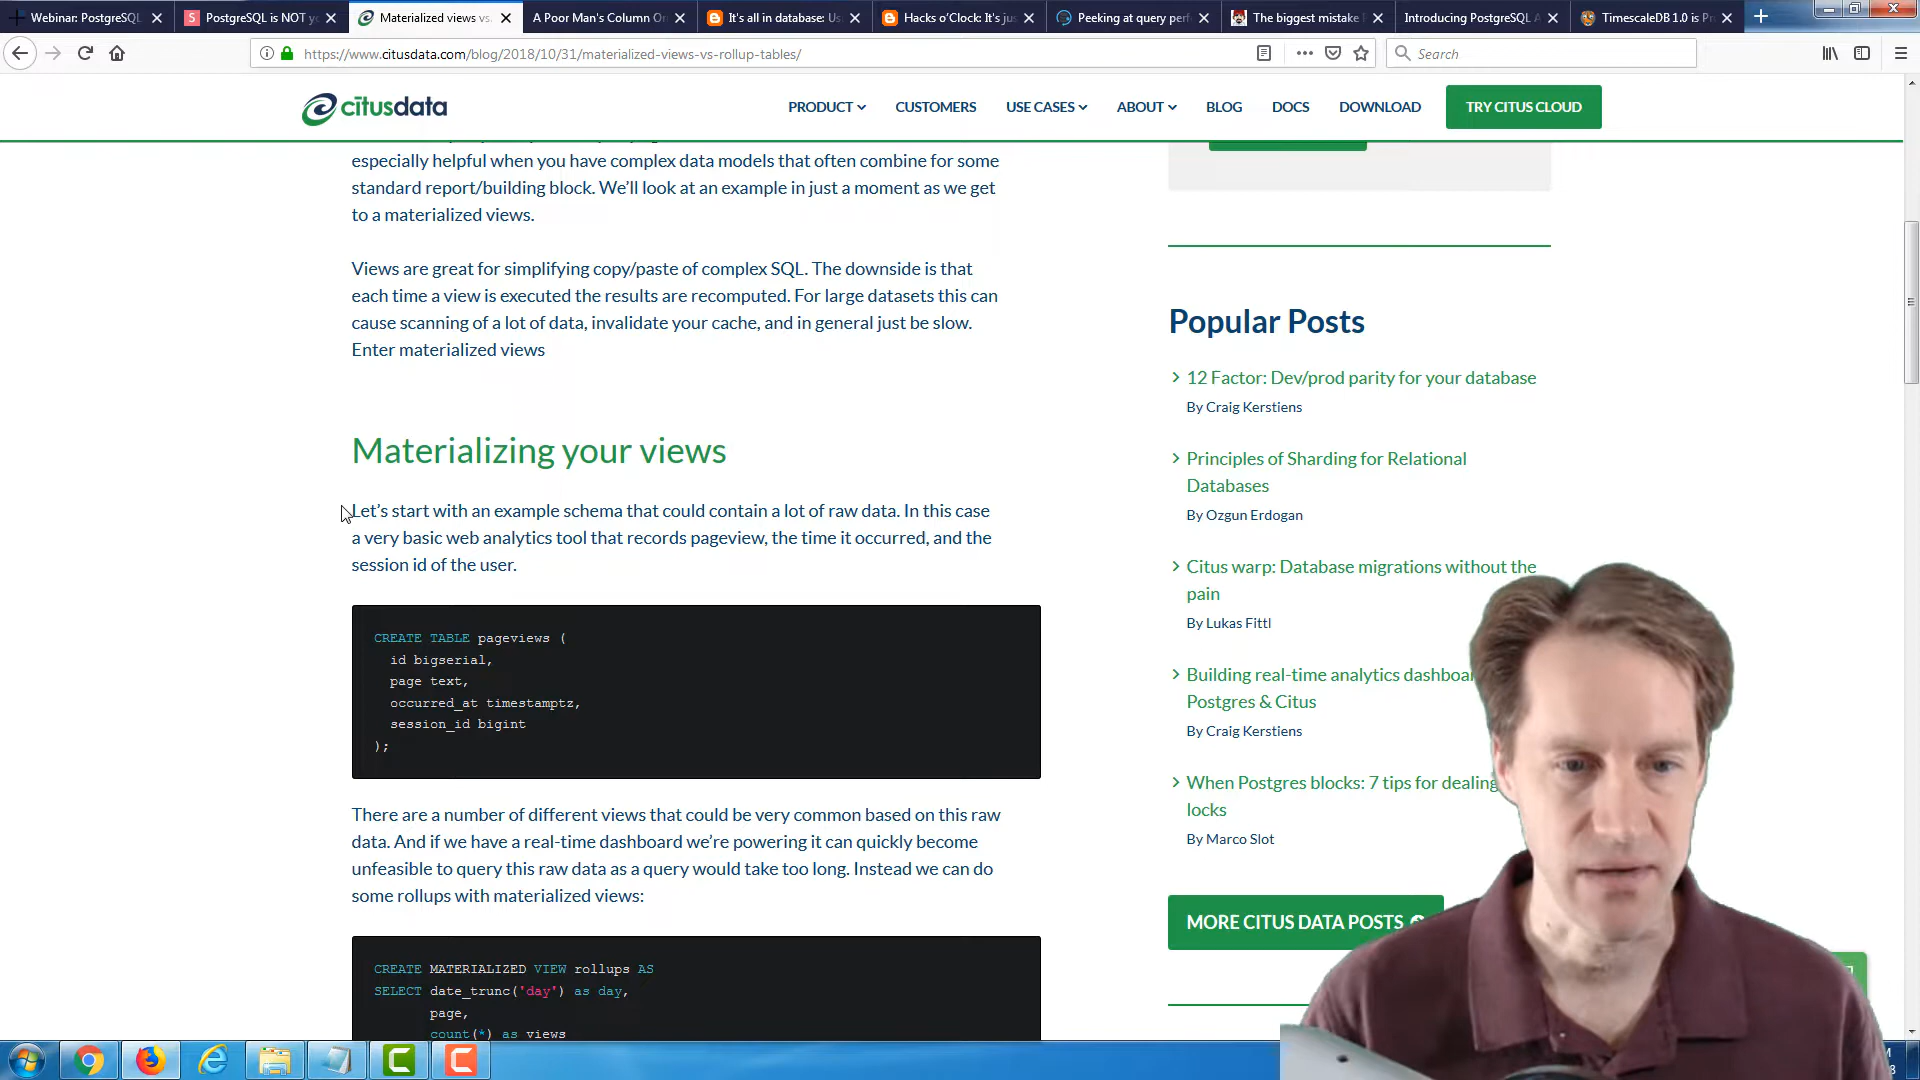 Webinar: PostgreSQL
PostgreSQL is NOT y
Materialized views vs.
A Poor Man's Column Or
It's all in database: Us
Hacks o'Clock: It's jus
Peeking at query perf
The biggest mistake
Introducing PostgreSQL A
TimescaleDB 1.0 is Pr
https://www.citusdata.com/blog/2018/10/31/materialized-views-vs-rollup-tables/
Search
citusdata
PRODUCT
CUSTOMERS
USE CASES
ABOUT
BLOG
DOCS
DOWNLOAD
TRY CITUS CLOUD
especially helpful when you have complex data models that often combine for some
standard report/building block. We'll look at an example in just a moment as we get
to a materialized views.
Views are great for simplifying copy/paste of complex SQL. The downside is that
each time a view is executed the results are recomputed. For large datasets this can
cause scanning of a lot of data, invalidate your cache, and in general just be slow.
Enter materialized views
Materializing your views
Let's start with an example schema that could contain a lot of raw data. In this case
a very basic web analytics tool that records pageview, the time it occurred, and the
session id of the user.
CREATE TABLE pageviews (
id bigserial,
page text,
occurred_at timestamptz,
session_id bigint
);
There are a number of different views that could be very common based on this raw
data. And if we have a real-time dashboard we're powering it can quickly become
unfeasible to query this raw data as a query would take too long. Instead we can do
some rollups with materialized views:
CREATE MATERIALIZED VIEW rollups AS
SELECT date_trunc('day') as day,
page,
count(*) as views
Popular Posts
12 Factor: Dev/prod parity for your database
By Craig Kerstiens
Principles of Sharding for Relational
Databases
By Ozgun Erdogan
Citus warp: Database migrations without the
pain
By Lukas Fittl
Building real-time analytics dashboar
Postgres & Citus
By Craig Kerstiens
When Postgres blocks: 7 tips for dealing
locks
By Marco Slot
MORE CITUS DATA POSTS